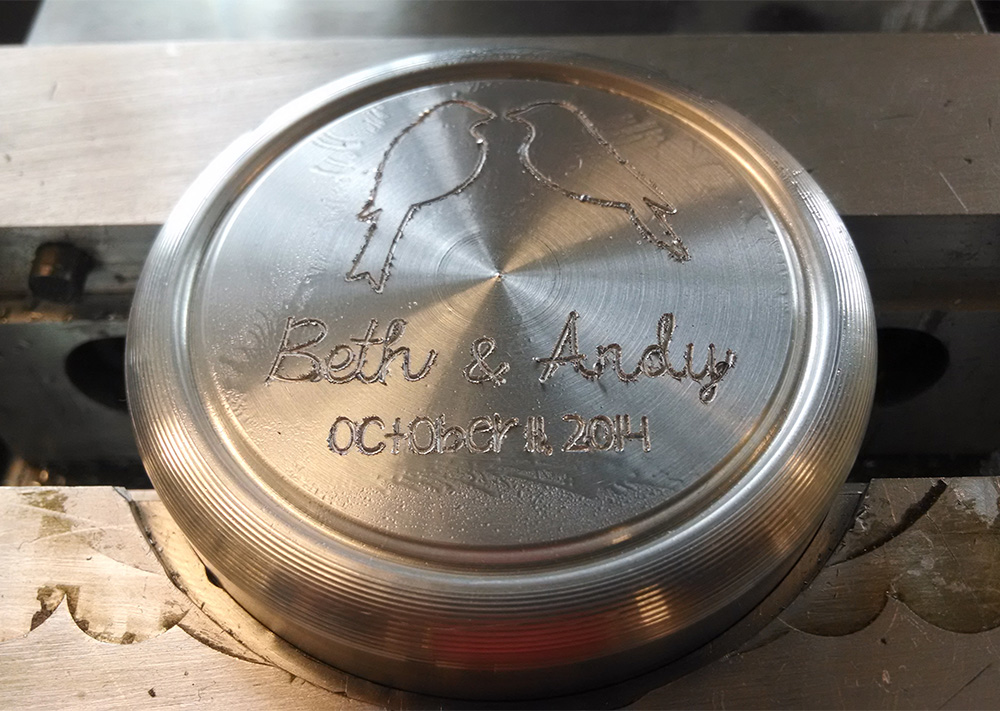 Beth & Andy
October 11, 2014